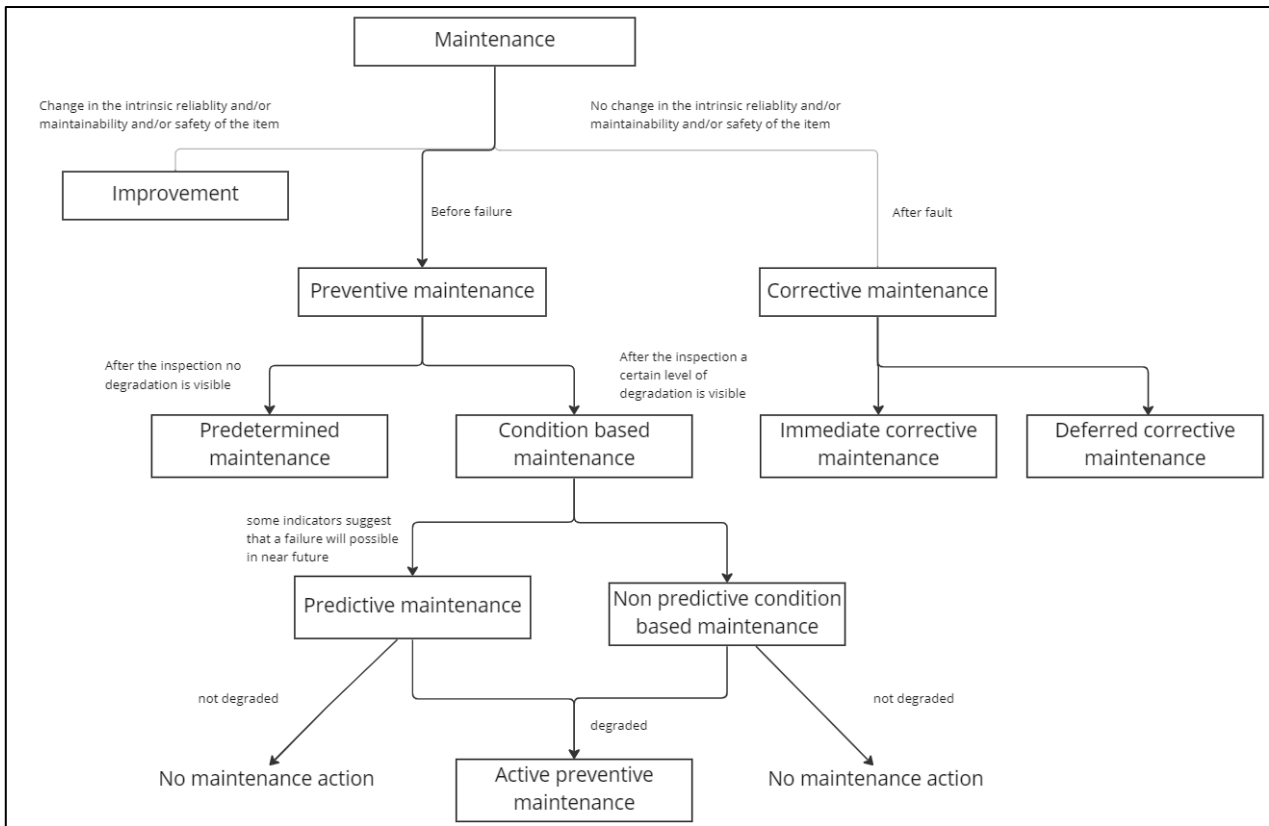 Maintenance
Change in the intrinsic reliablity and/or
maintainability and/or safety of the item
No change in the intrinsic reliablity and/or
maintainability and/or safety of the item
Improvement
Before failure
After fault
Preventive maintenance
Corrective maintenance
After the inspection no
degradation is visible
After the inspection a
certain level of
degradation is visible
Predetermined
maintenance
Condition based
maintenance
Immediate corrective
maintenance
Deferred corrective
maintenance
some indicators suggest
that a failure will possible
in near future
Predictive maintenance
Non predictive condition
based maintenance
not degraded
degraded
not degraded
No maintenance action
Active preventive
maintenance
No maintenance action